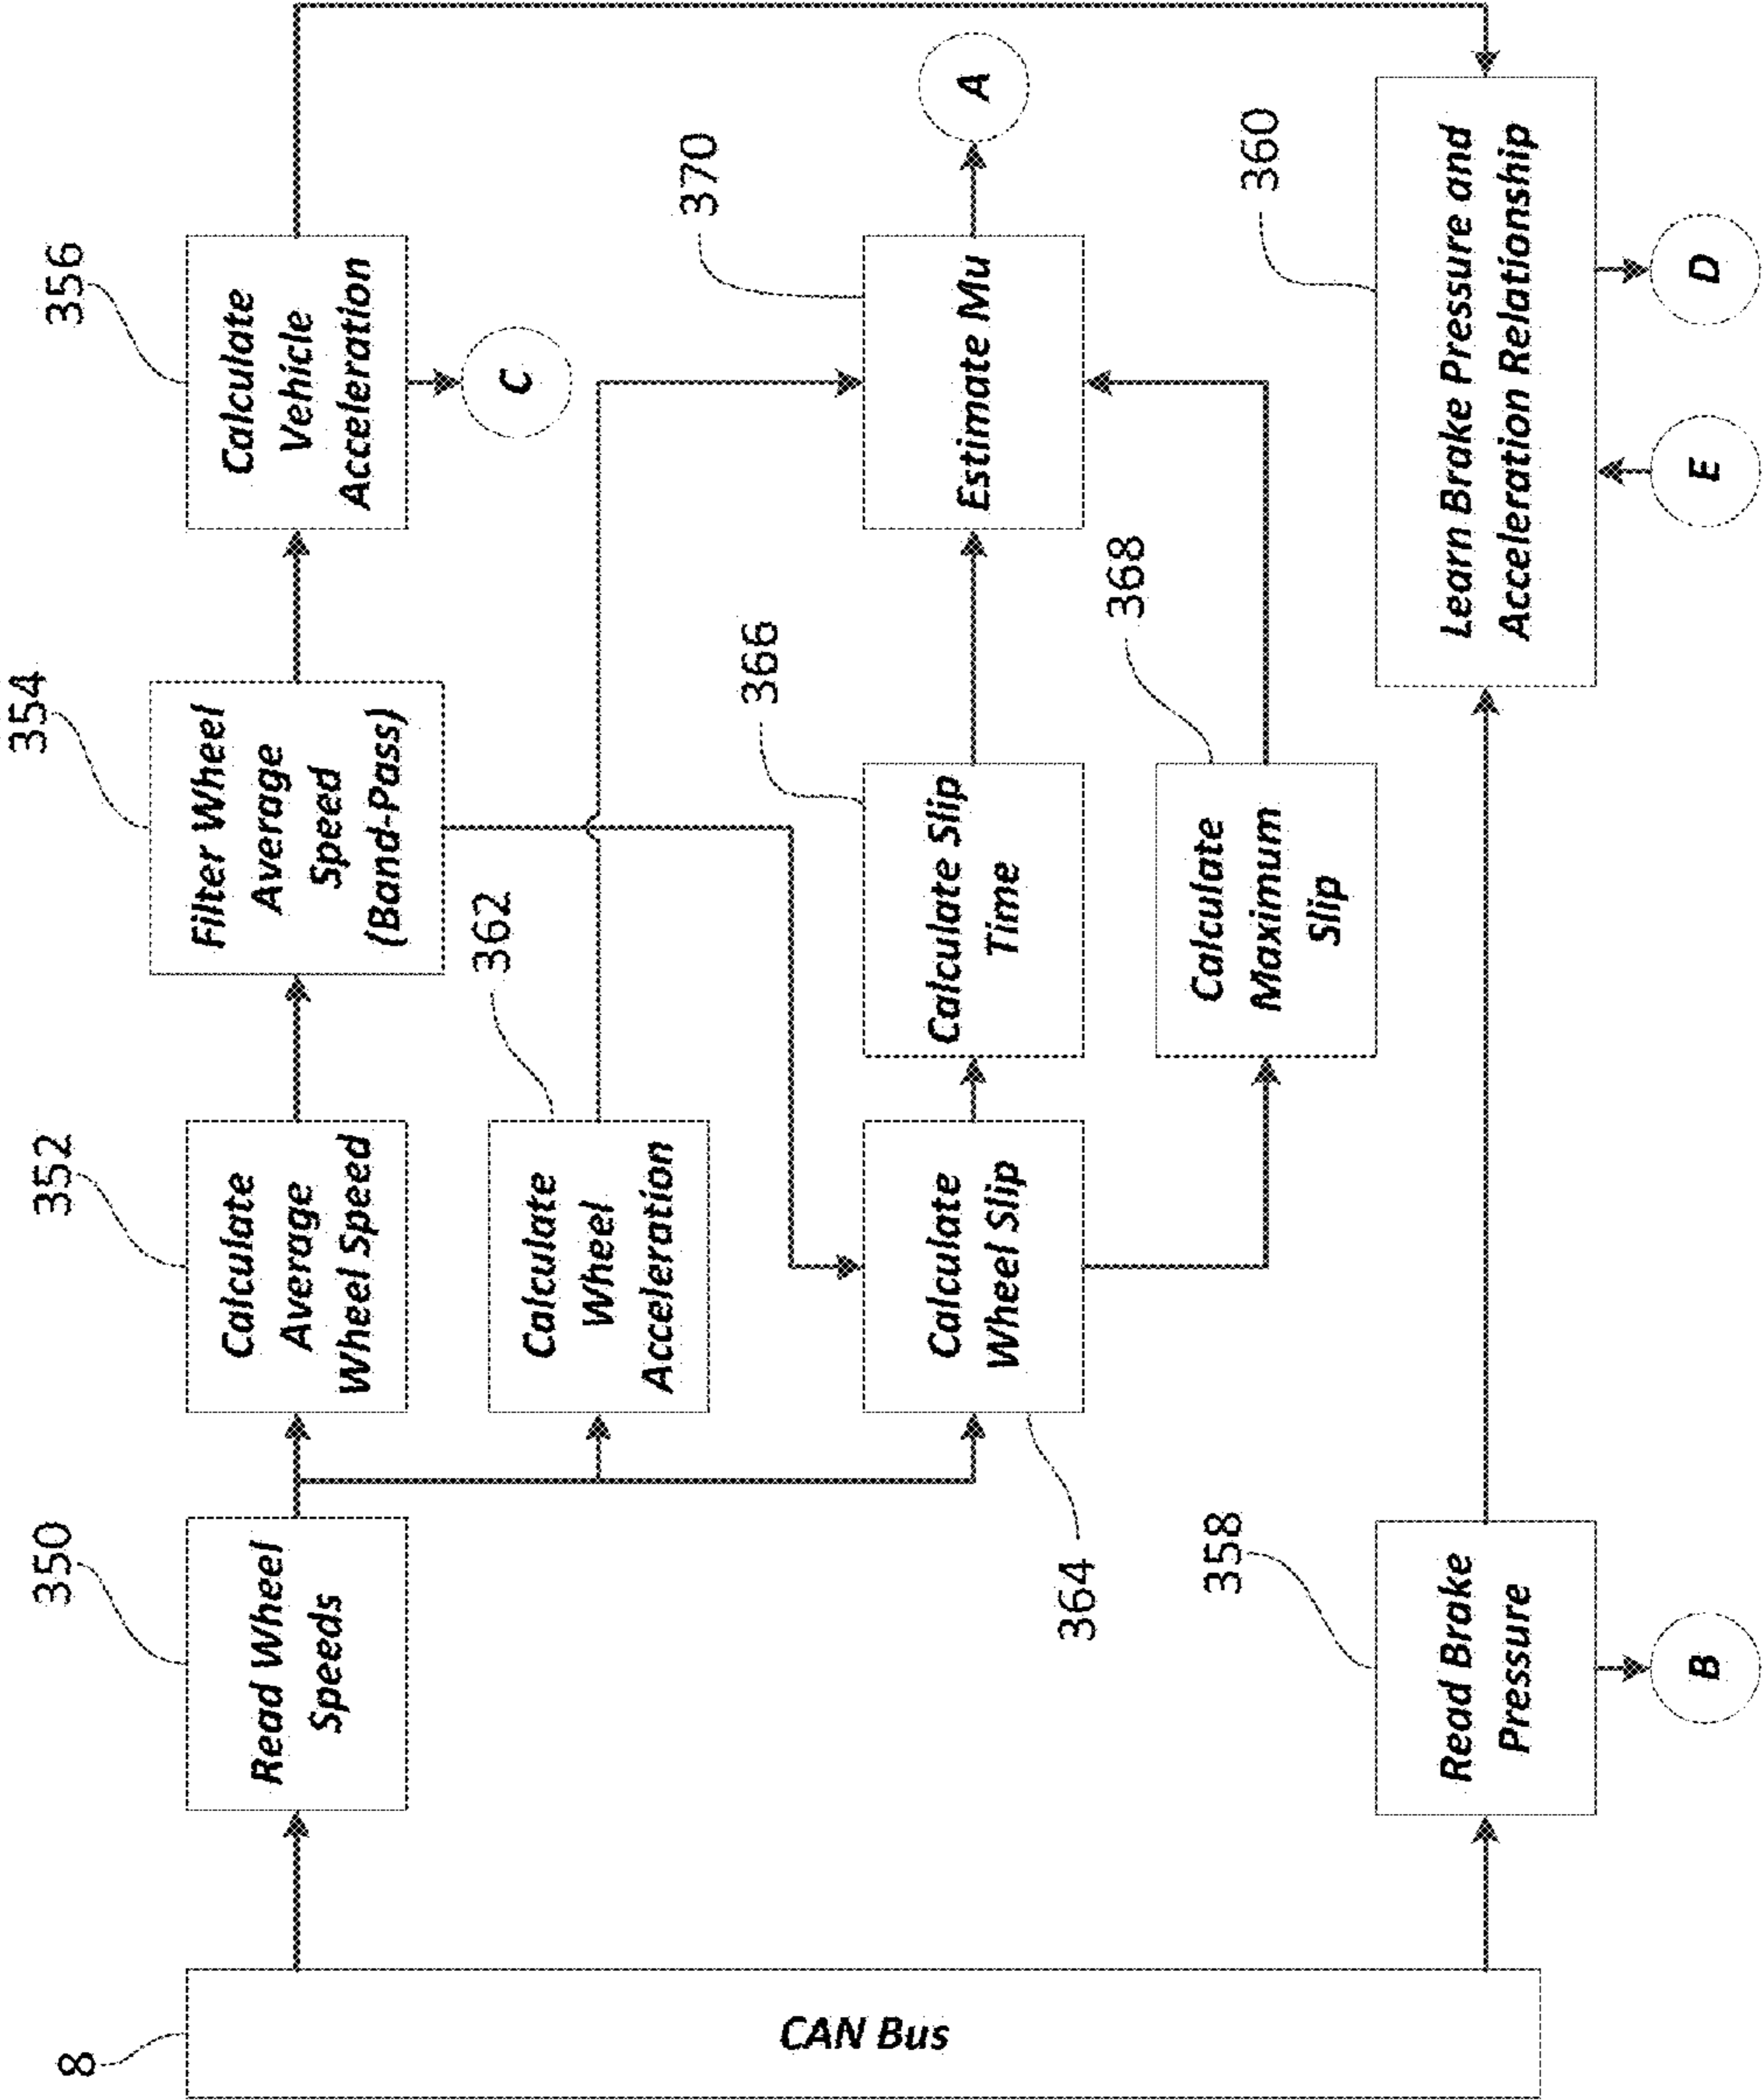 8
CAN Bus
350
Read Wheel
Speeds
352
Calculate
Average
Wheel Speed
354
Filter Wheel
Average
Speed
(Band-Pass)
356
Calculate
Vehicle
Acceleration
C
362
Calculate
Wheel
Acceleration
364
Calculate
Wheel Slip
366
Calculate Slip
Time
368
Calculate
Maximum
Slip
370
Estimate Mu
A
358
Read Brake
Pressure
B
360
Learn Brake Pressure and
Acceleration Relationship
E
D